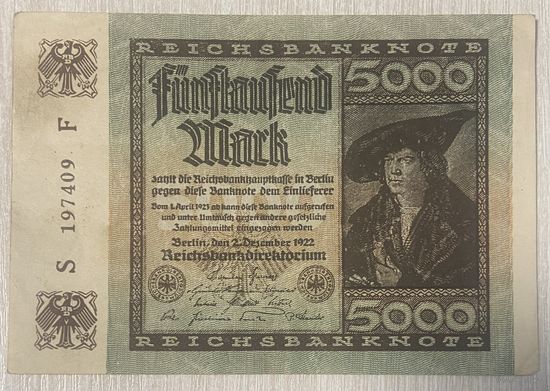 REICHSBANKNOTE
5000
Fünftausend
Mark
zahlt die Reichsbankhauptkasse in Berlin
gegen diese Banknote dem Einlieferer
Vom 1. April 1923 ab kann diese Banknote aufgerufen
und unter Umtausch gegen andere gesetzliche
Zahlungsmittel eingezogen werden
Berlin, den 2. Dezember 1922
Reichsbankdirektorium
5000
REICHSBANKNOTE
S 197409 F